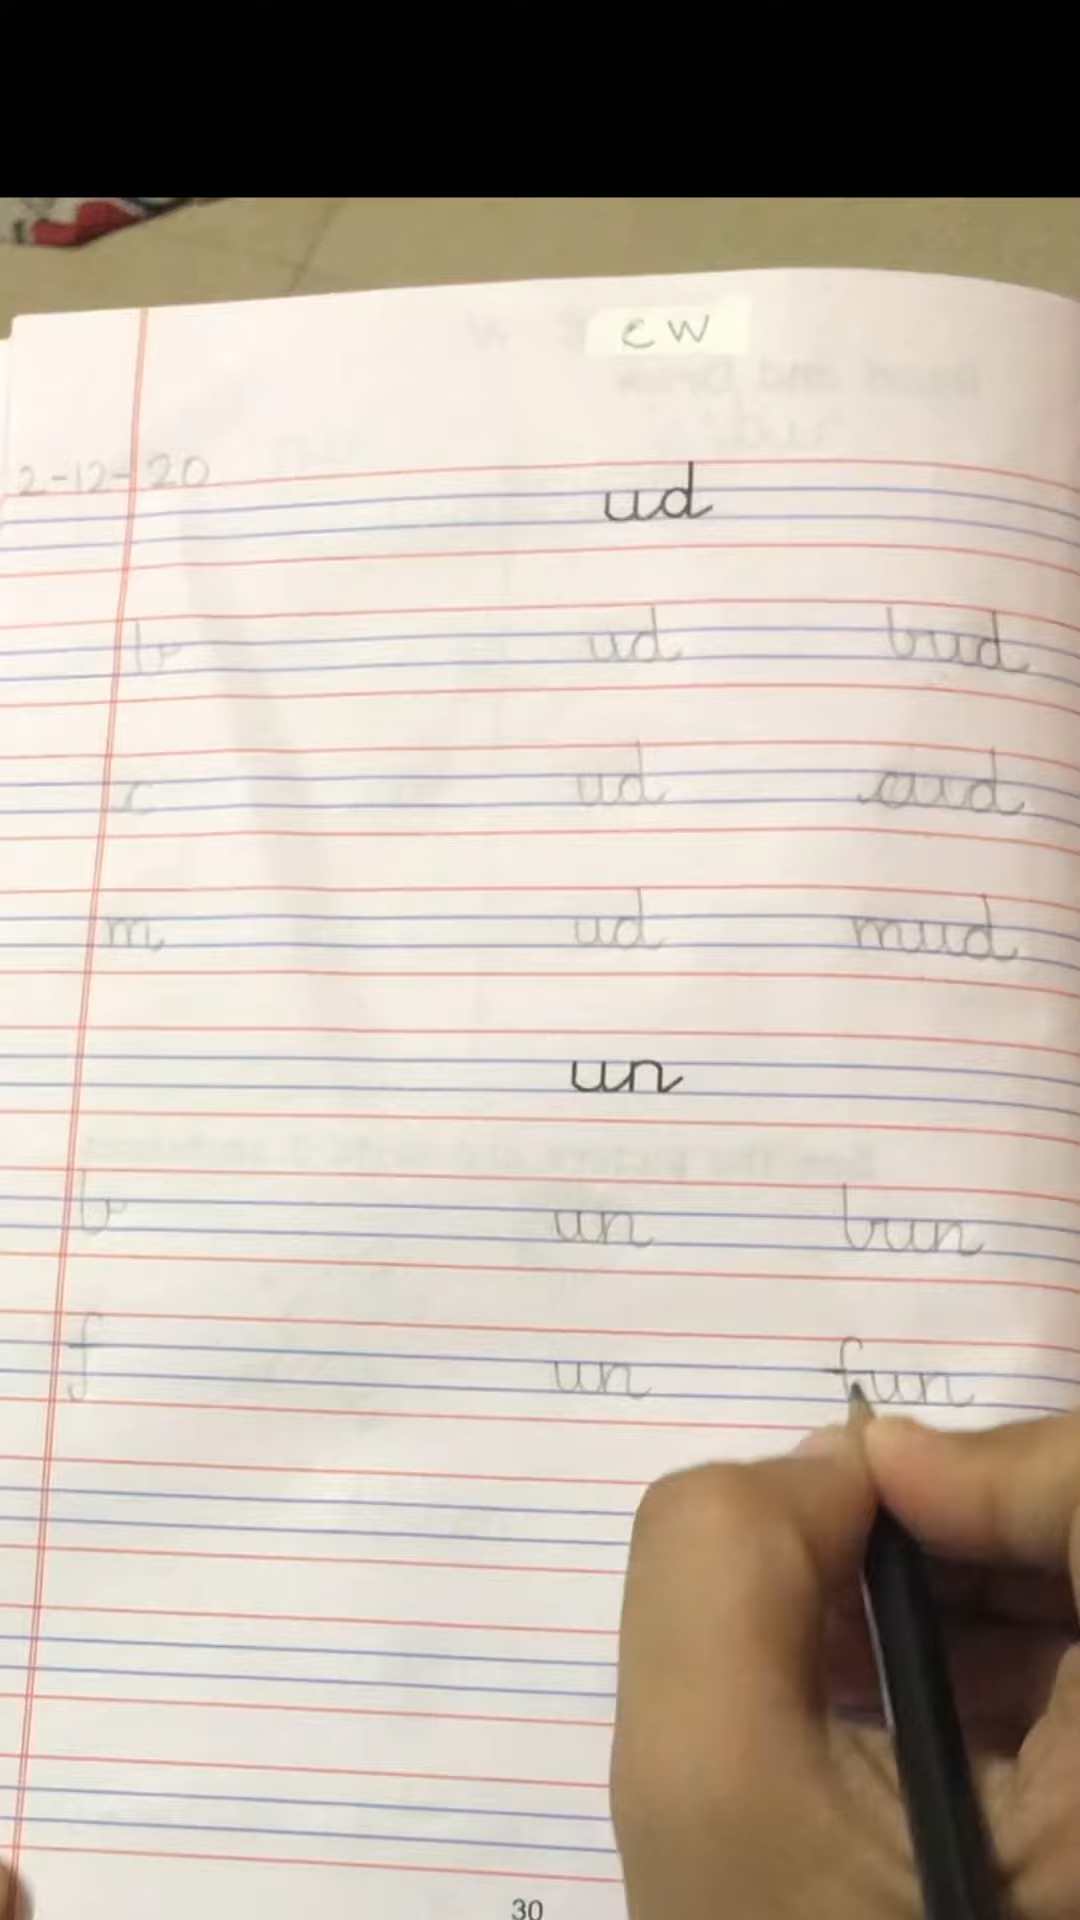 CW
2-12-20
ud
b ud bud
c ud cud
m ud mud
un
b un bun
f un fun
30